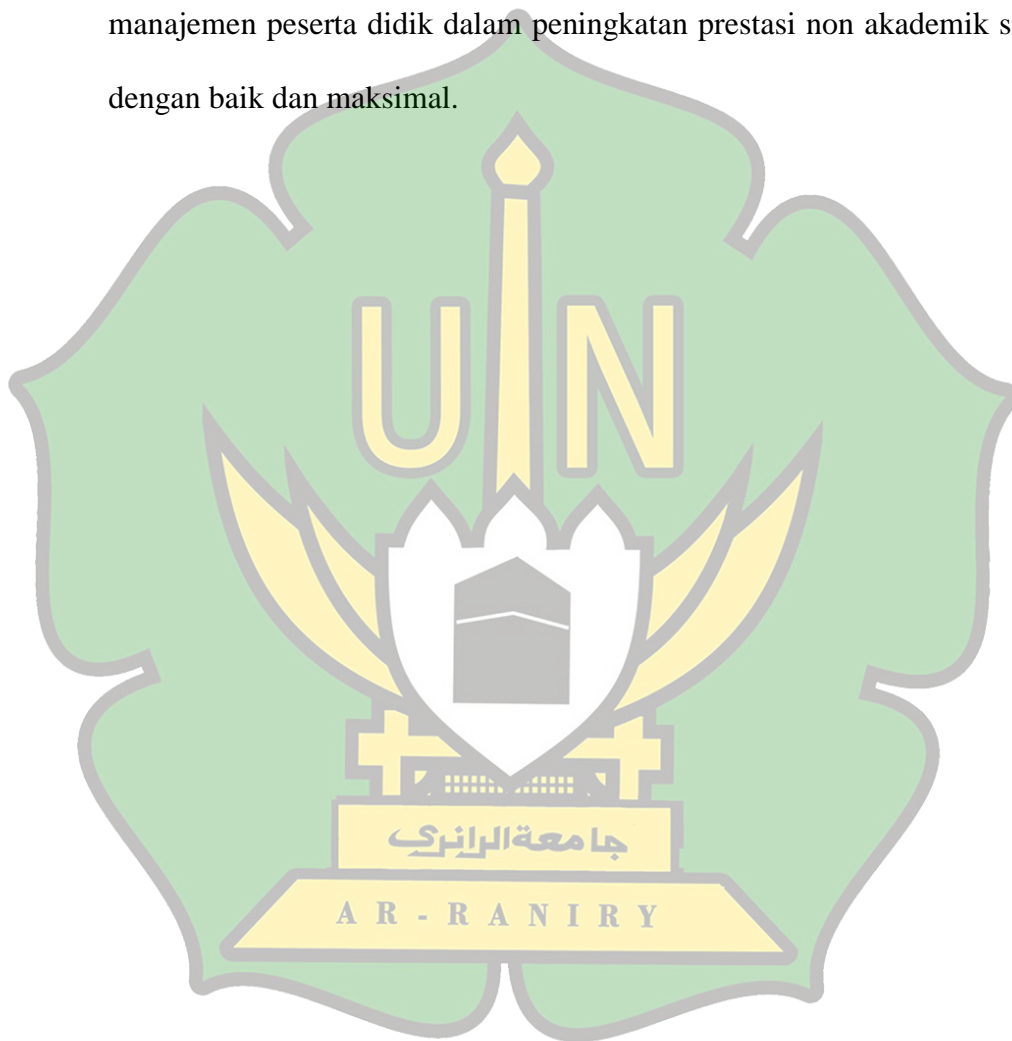 manajemen peserta didik dalam peningkatan prestasi non akademik s
dengan baik dan maksimal.
UIN
جامعة الرانري
AR-RANIRY